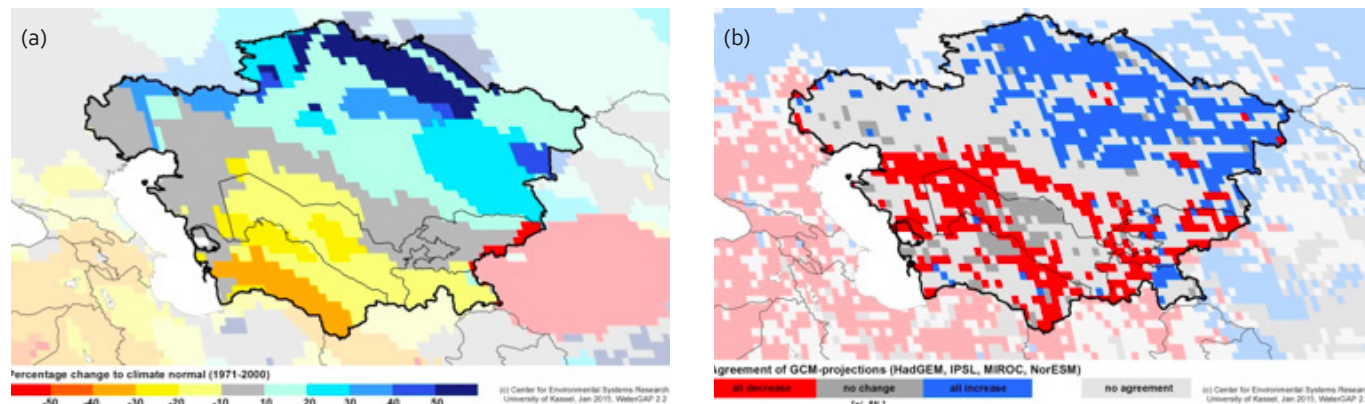 (a)
Percentage change to climate normal (1971-2000)
-50 -40 -30 -20 -10 10 20 30 40 50
(c) Center for Environmental Systems Research
University of Kassel, Jan 2015, WaterGAP 2.2
(b)
Agreement of GCM-projections (HadGEM, IPSL, MIROC, NorESM)
all decrease no change all increase no agreement
(c) Center for Environmental Systems Research
University of Kassel, Jan 2015, WaterGAP 2.2